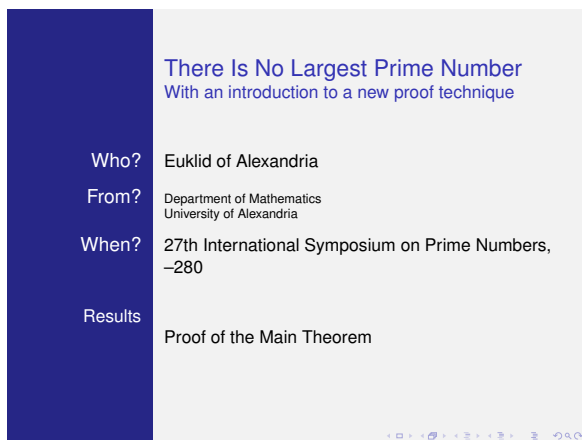 There Is No Largest Prime Number
With an introduction to a new proof technique
Who? Euklid of Alexandria
From? Department of Mathematics
University of Alexandria
When? 27th International Symposium on Prime Numbers,
–280
Results
Proof of the Main Theorem